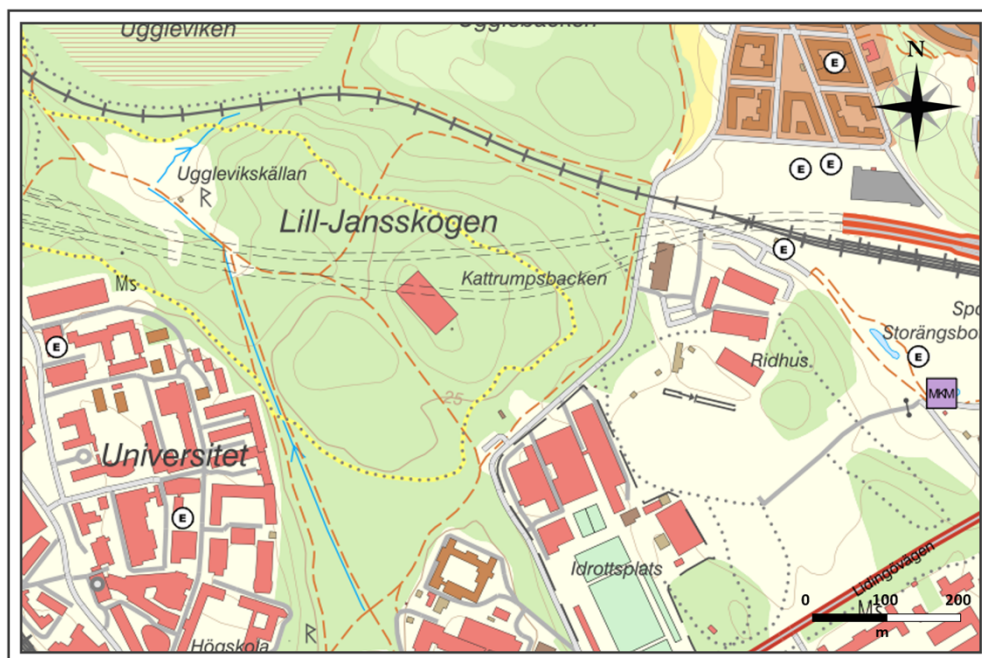 Uggleviken
Ugglebacken
N
E
E
E
Ugglevikskällan
R
Lill-Jansskogen
E
Kattrumpsbacken
Ms
Spo
Storängsbo
E
E
Ridhus
MKM
25
Universitet
E
Idrottsplats
Lidingövägen
Ms
0 100 200
m
R
Högskola